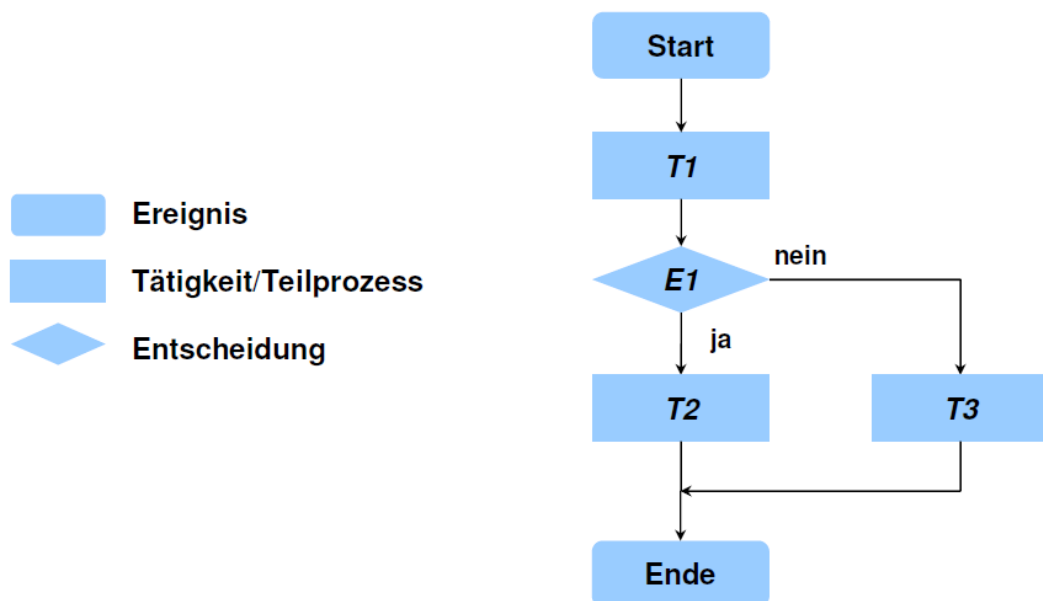 Ereignis
Tätigkeit/Teilprozess
Entscheidung
Start
T1
E1
nein
ja
T2
T3
Ende